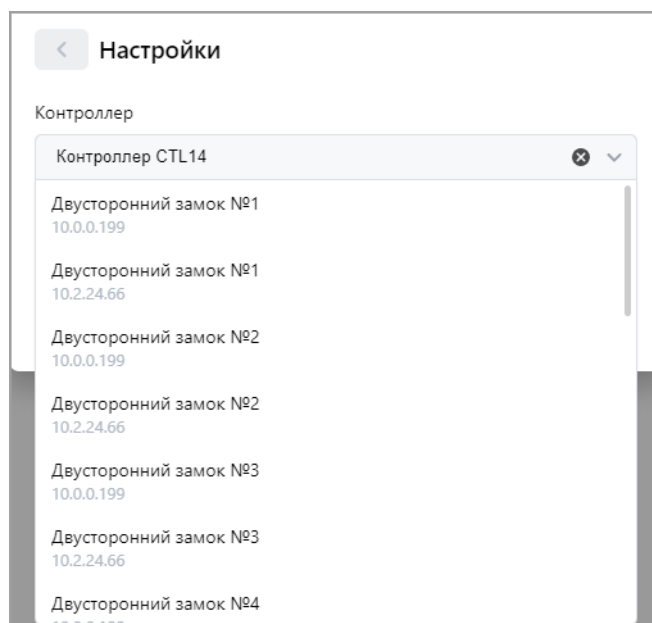 Настройки
Контроллер
Контроллер CTL14
Двусторонний замок №1
10.0.0.199
Двусторонний замок №1
10.2.24.66
Двусторонний замок №2
10.0.0.199
Двусторонний замок №2
10.2.24.66
Двусторонний замок №3
10.0.0.199
Двусторонний замок №3
10.2.24.66
Двусторонний замок №4